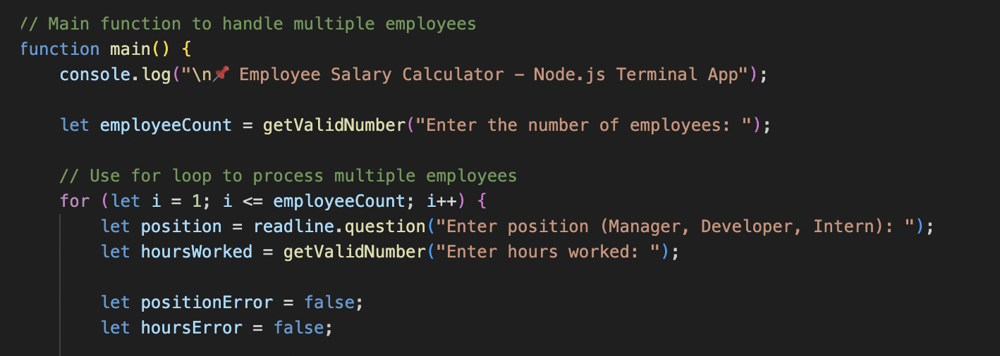 // Main function to handle multiple employees
function main() {
    console.log("\n📌 Employee Salary Calculator – Node.js Terminal App");
    let employeeCount = getValidNumber("Enter the number of employees: ");
    // Use for loop to process multiple employees
    for (let i = 1; i <= employeeCount; i++) {
        let position = readline.question("Enter position (Manager, Developer, Intern): ");
        let hoursWorked = getValidNumber("Enter hours worked: ");
        let positionError = false;
        let hoursError = false;